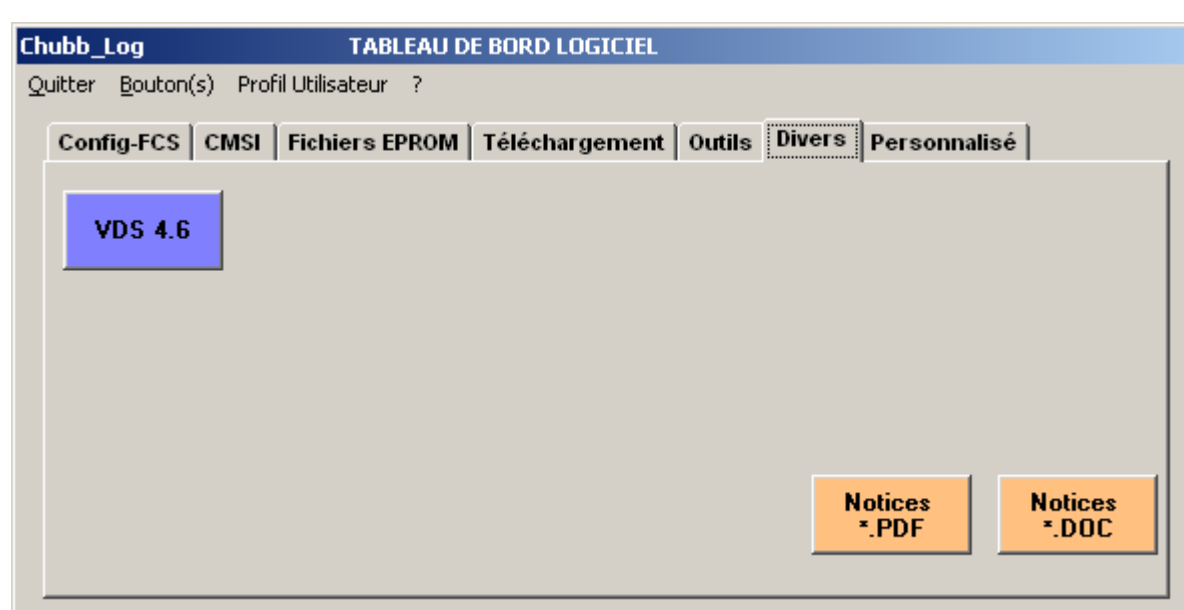 Chubb_Log TABLEAU DE BORD LOGICIEL
Quitter Bouton(s) Profil Utilisateur ?
Config-FCS CMSI Fichiers EPROM Téléchargement Outils Divers Personnalisé
VDS 4.6
Notices
*.PDF
Notices
*.DOC